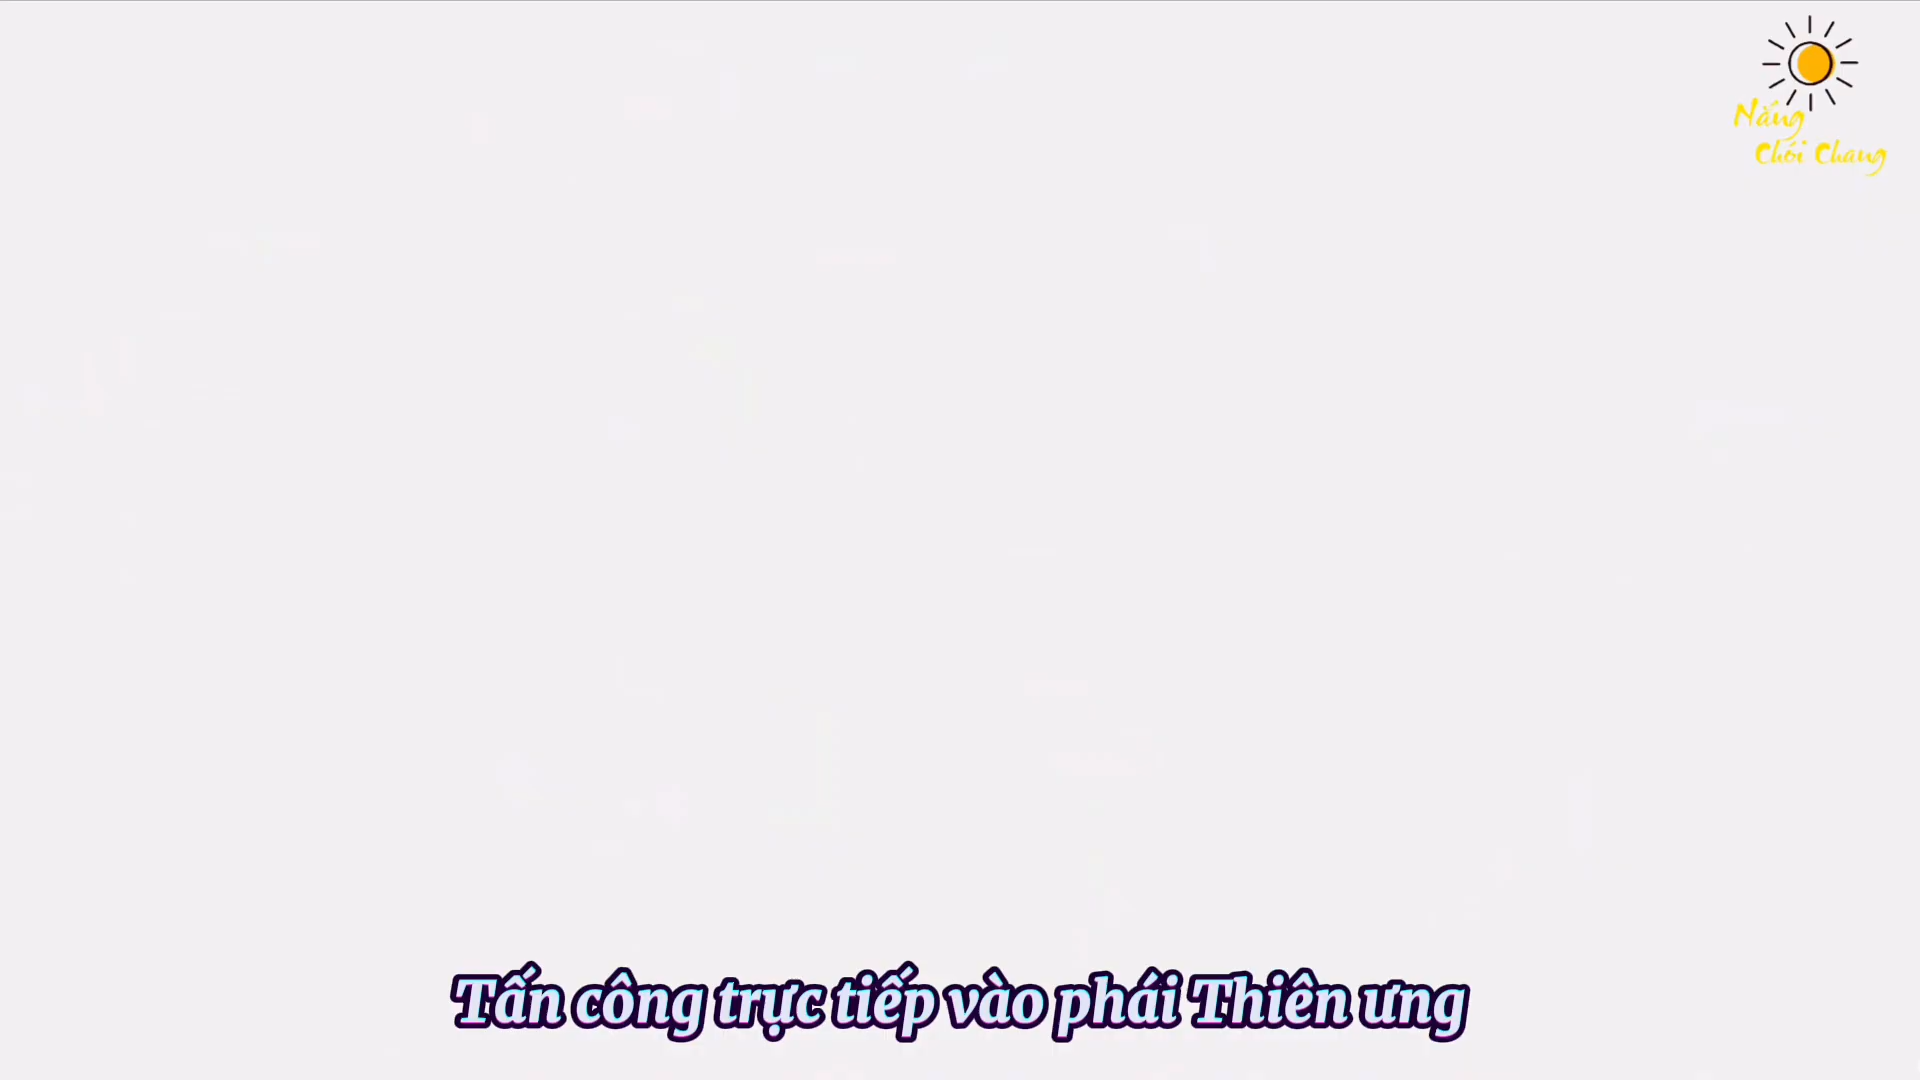 Nắng
Chói Chang
Tấn công trực tiếp vào phái Thiên ưng